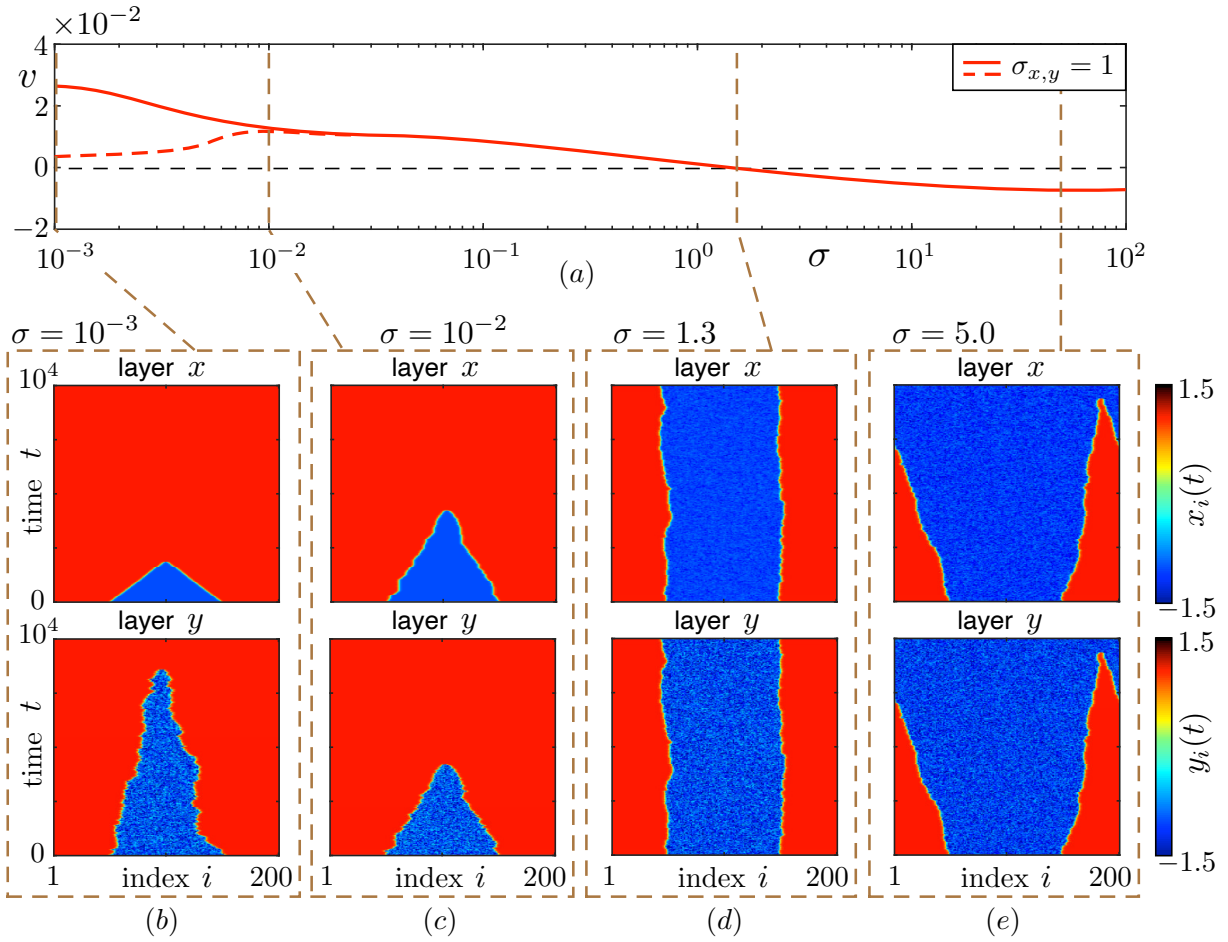 ×10⁻²
4
v
2
0
−2
σx,y = 1
10⁻³ 10⁻² 10⁻¹ 10⁰ σ 10¹ 10²
(a)
σ = 10⁻³ σ = 10⁻² σ = 1.3 σ = 5.0
layer x layer x layer x layer x
10⁴
time t
0
1.5
xᵢ(t)
−1.5
layer y layer y layer y layer y
10⁴
time t
0
1.5
yᵢ(t)
−1.5
1 index i 200 1 index i 200 1 index i 200 1 index i 200
(b) (c) (d) (e)